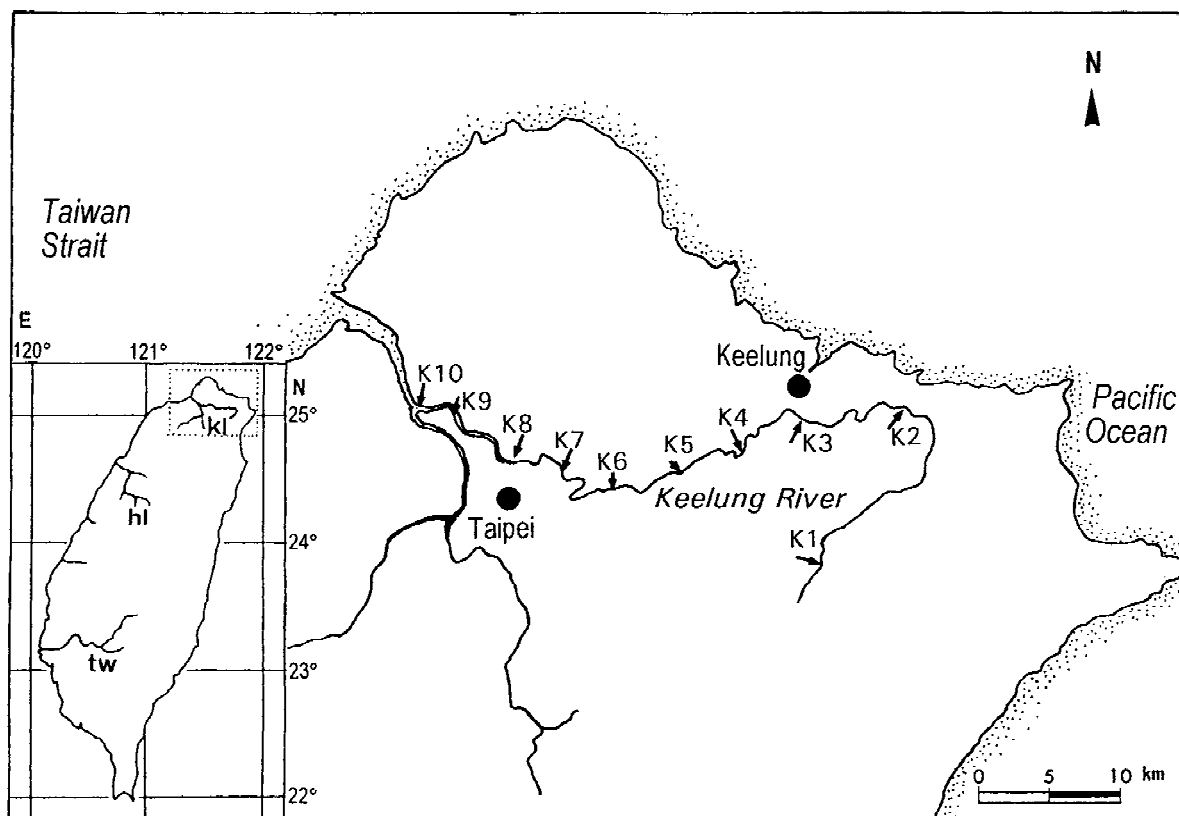 N
Taiwan
Strait
E
120°
121°
122°
N
25°
24°
23°
22°
kl
hl
tw
Keelung
Pacific
Ocean
K10
K9
K8
K7
K6
K5
K4
K3
K2
K1
Keelung River
Taipei
0 5 10 km